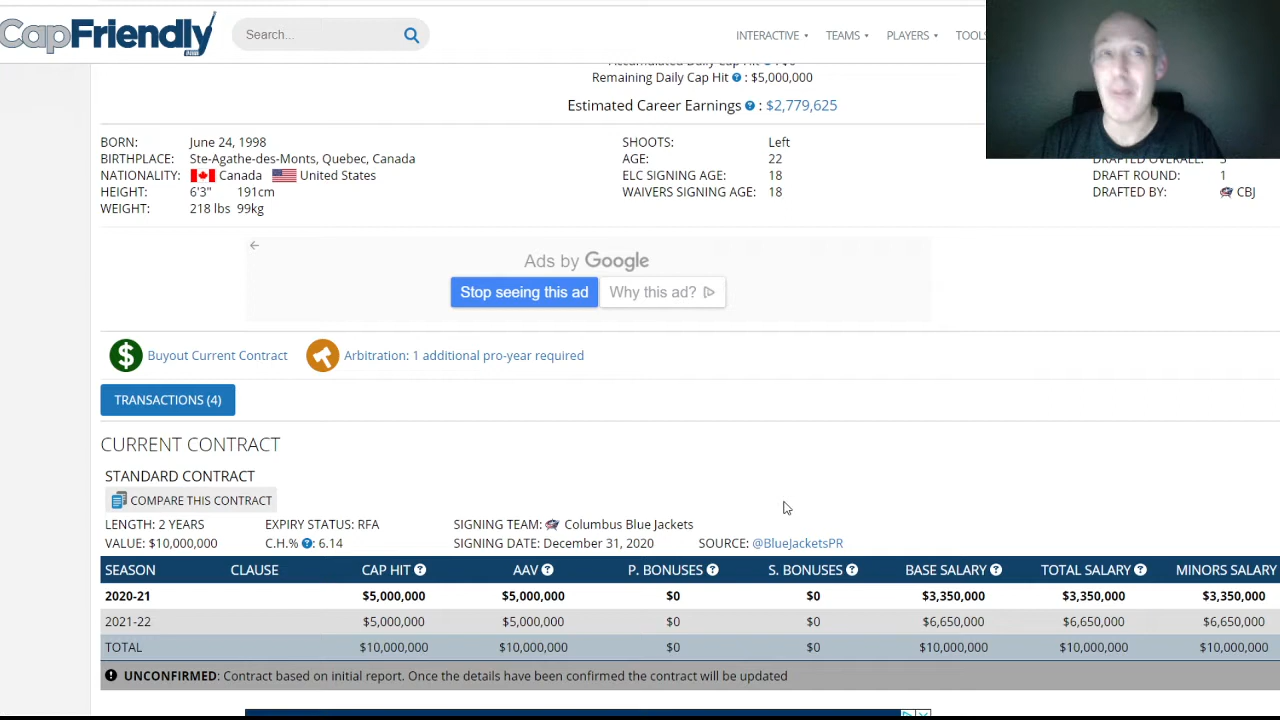 CapFriendly
.com
Search...
INTERACTIVE
TEAMS
PLAYERS
TOOLS
Accumulated Daily Cap Hit
Remaining Daily Cap Hit ? : $5,000,000
Estimated Career Earnings ? : $2,779,625
BORN: June 24, 1998
BIRTHPLACE: Ste-Agathe-des-Monts, Quebec, Canada
NATIONALITY: Canada United States
HEIGHT: 6'3" 191cm
WEIGHT: 218 lbs 99kg
SHOOTS: Left
AGE: 22
ELC SIGNING AGE: 18
WAIVERS SIGNING AGE: 18
DRAFTED OVERALL: 3
DRAFT ROUND: 1
DRAFTED BY: CBJ
Ads by Google
Stop seeing this ad
Why this ad?
$ Buyout Current Contract
Arbitration: 1 additional pro-year required
TRANSACTIONS (4)
CURRENT CONTRACT
STANDARD CONTRACT
COMPARE THIS CONTRACT
LENGTH: 2 YEARS EXPIRY STATUS: RFA SIGNING TEAM: Columbus Blue Jackets
VALUE: $10,000,000 C.H.% ? : 6.14 SIGNING DATE: December 31, 2020 SOURCE: @BlueJacketsPR
SEASON CLAUSE CAP HIT ? AAV ? P. BONUSES ? S. BONUSES ? BASE SALARY ? TOTAL SALARY ? MINORS SALARY
2020-21 $5,000,000 $5,000,000 $0 $0 $3,350,000 $3,350,000 $3,350,000
2021-22 $5,000,000 $5,000,000 $0 $0 $6,650,000 $6,650,000 $6,650,000
TOTAL $10,000,000 $10,000,000 $0 $0 $10,000,000 $10,000,000 $10,000,000
! UNCONFIRMED: Contract based on initial report. Once the details have been confirmed the contract will be updated